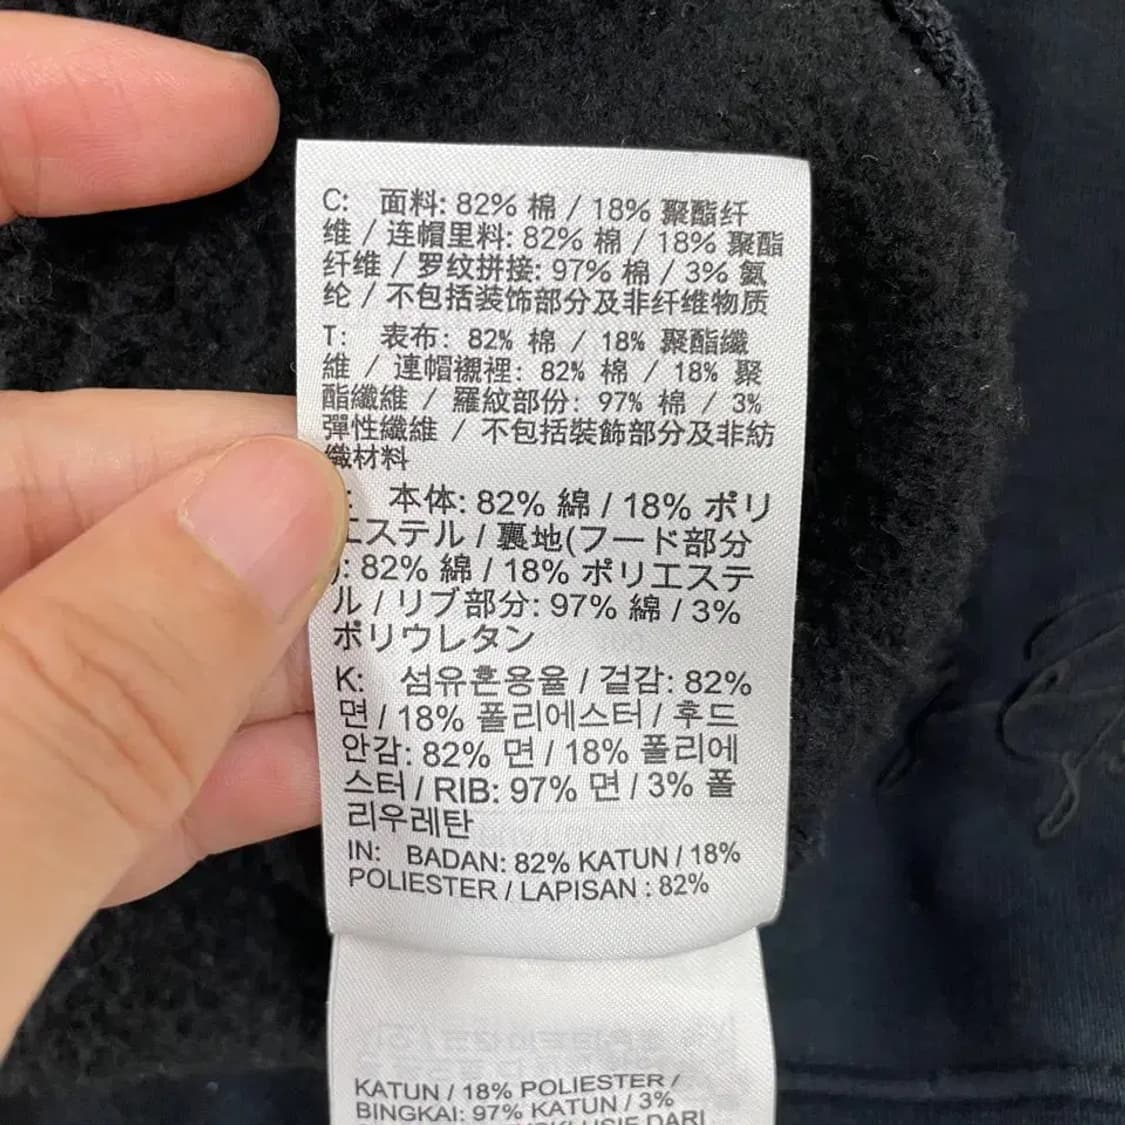 C: 面料: 82% 棉 / 18% 聚酯纤
维 / 连帽里料: 82% 棉 / 18% 聚酯
纤维 / 罗纹拼接: 97% 棉 / 3% 氨
纶 / 不包括装饰部分及非纤维物质
T: 表布: 82% 棉 / 18% 聚酯纖
維 / 連帽襯裡: 82% 棉 / 18% 聚
酯纖維 / 羅紋部份: 97% 棉 / 3%
彈性纖維 / 不包括裝飾部分及非紡
織材料
: 本体: 82% 綿 / 18% ポリ
エステル / 裏地(フード部分
): 82% 綿 / 18% ポリエステ
ル / リブ部分: 97% 綿 / 3%
ポリウレタン
K: 섬유혼용율 / 겉감: 82%
면 / 18% 폴리에스터 / 후드
안감: 82% 면 / 18% 폴리에
스터 / RIB: 97% 면 / 3% 폴
리우레탄
IN: BADAN: 82% KATUN / 18%
POLIESTER / LAPISAN : 82%
KATUN / 18% POLIESTER /
BINGKAI: 97% KATUN / 3%